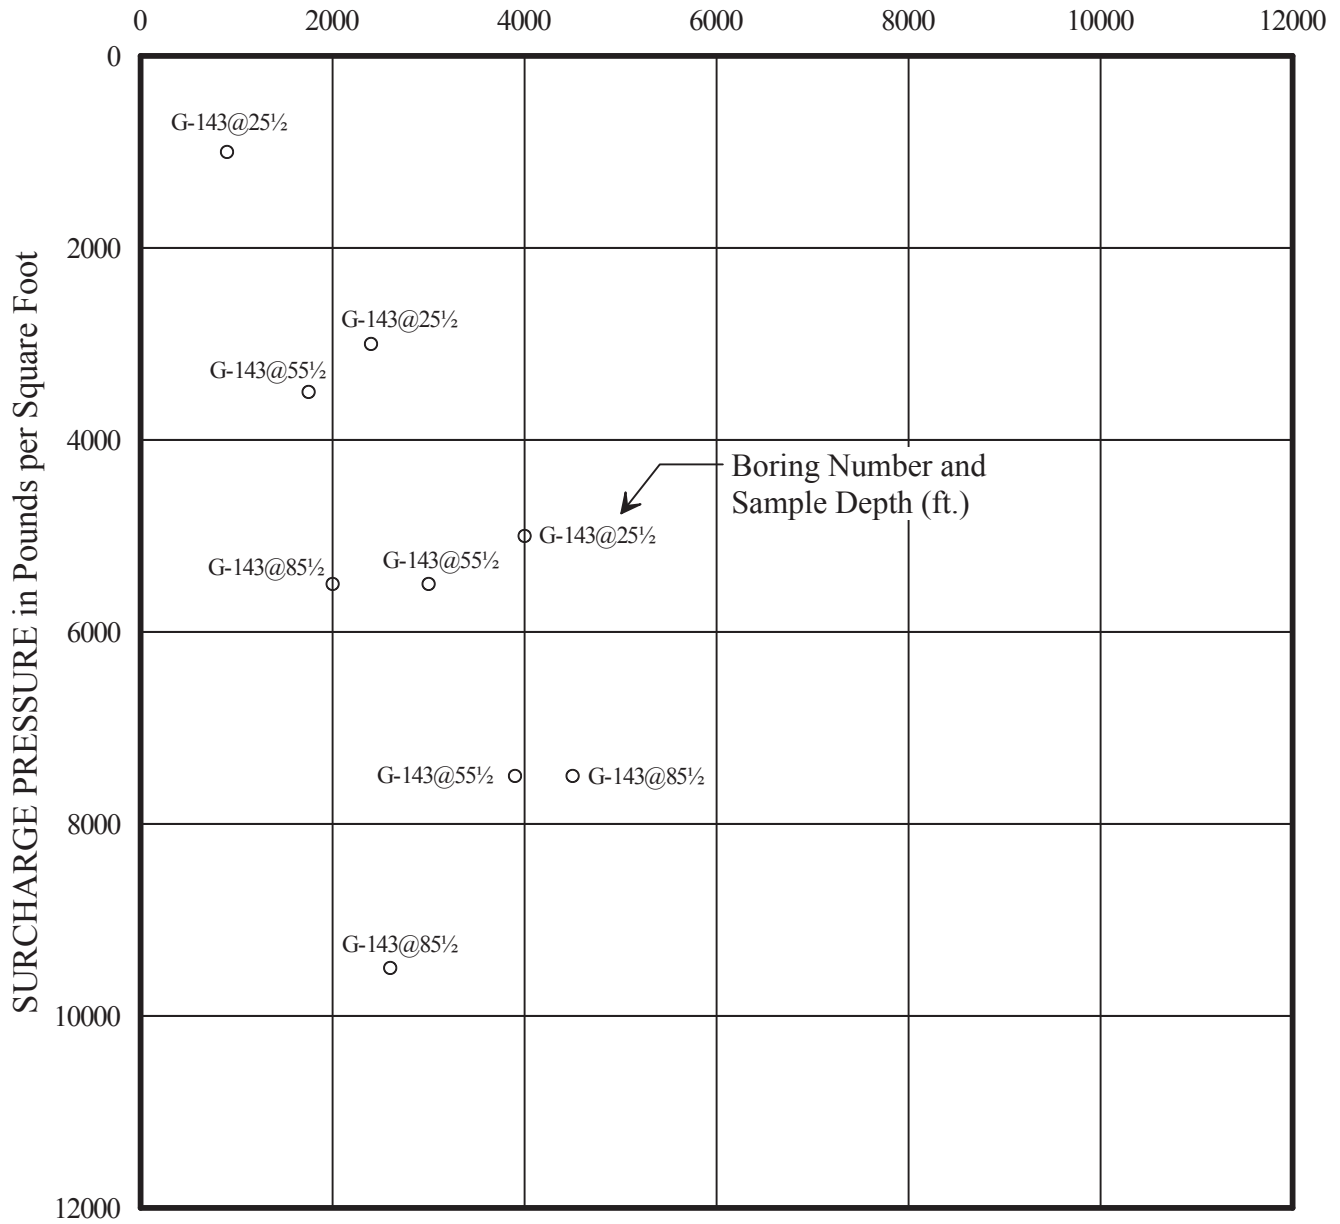 0 2000 4000 6000 8000 10000 12000
0
G-143@25½
2000
G-143@25½
G-143@55½
4000
Boring Number and
Sample Depth (ft.)
G-143@25½
G-143@55½
G-143@85½
6000
G-143@55½ G-143@85½
8000
G-143@85½
10000
12000
SURCHARGE PRESSURE in Pounds per Square Foot